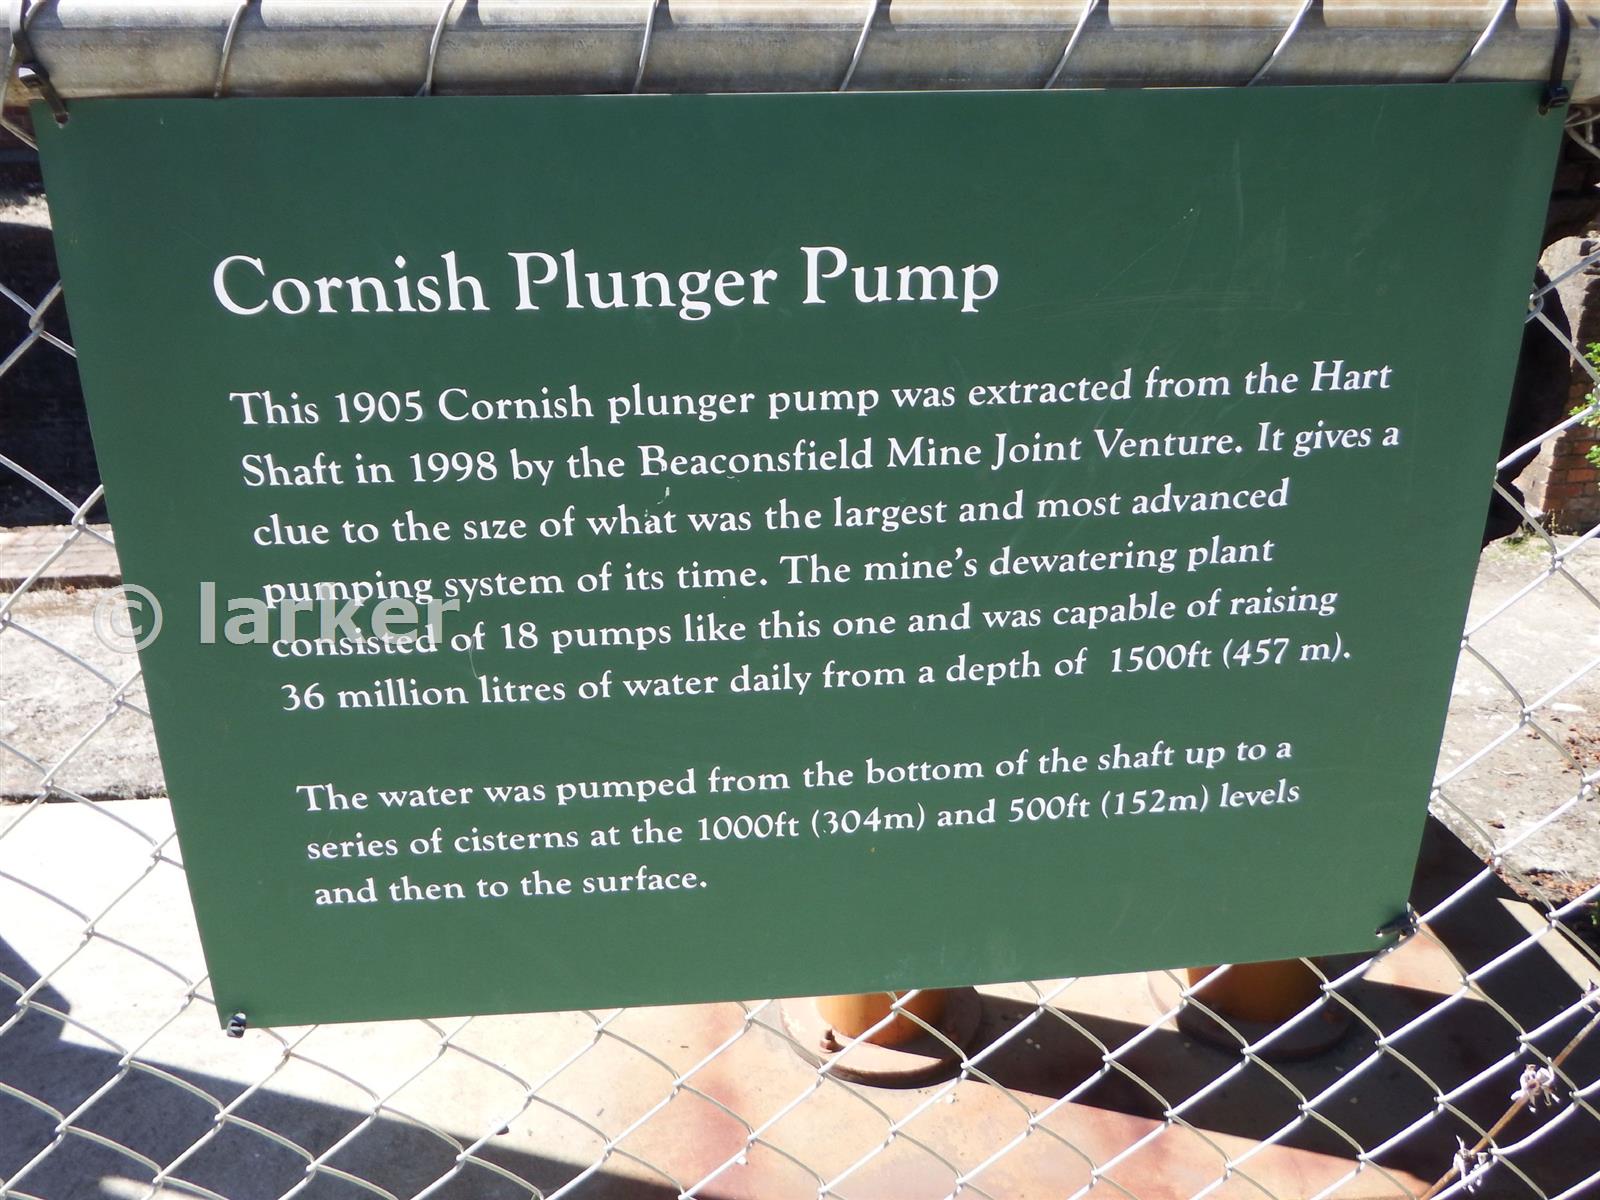 Cornish Plunger Pump
This 1905 Cornish plunger pump was extracted from the Hart
Shaft in 1998 by the Beaconsfield Mine Joint Venture. It gives a
clue to the size of what was the largest and most advanced
pumping system of its time. The mine's dewatering plant
consisted of 18 pumps like this one and was capable of raising
36 million litres of water daily from a depth of 1500ft (457 m).
The water was pumped from the bottom of the shaft up to a
series of cisterns at the 1000ft (304m) and 500ft (152m) levels
and then to the surface.
© larker